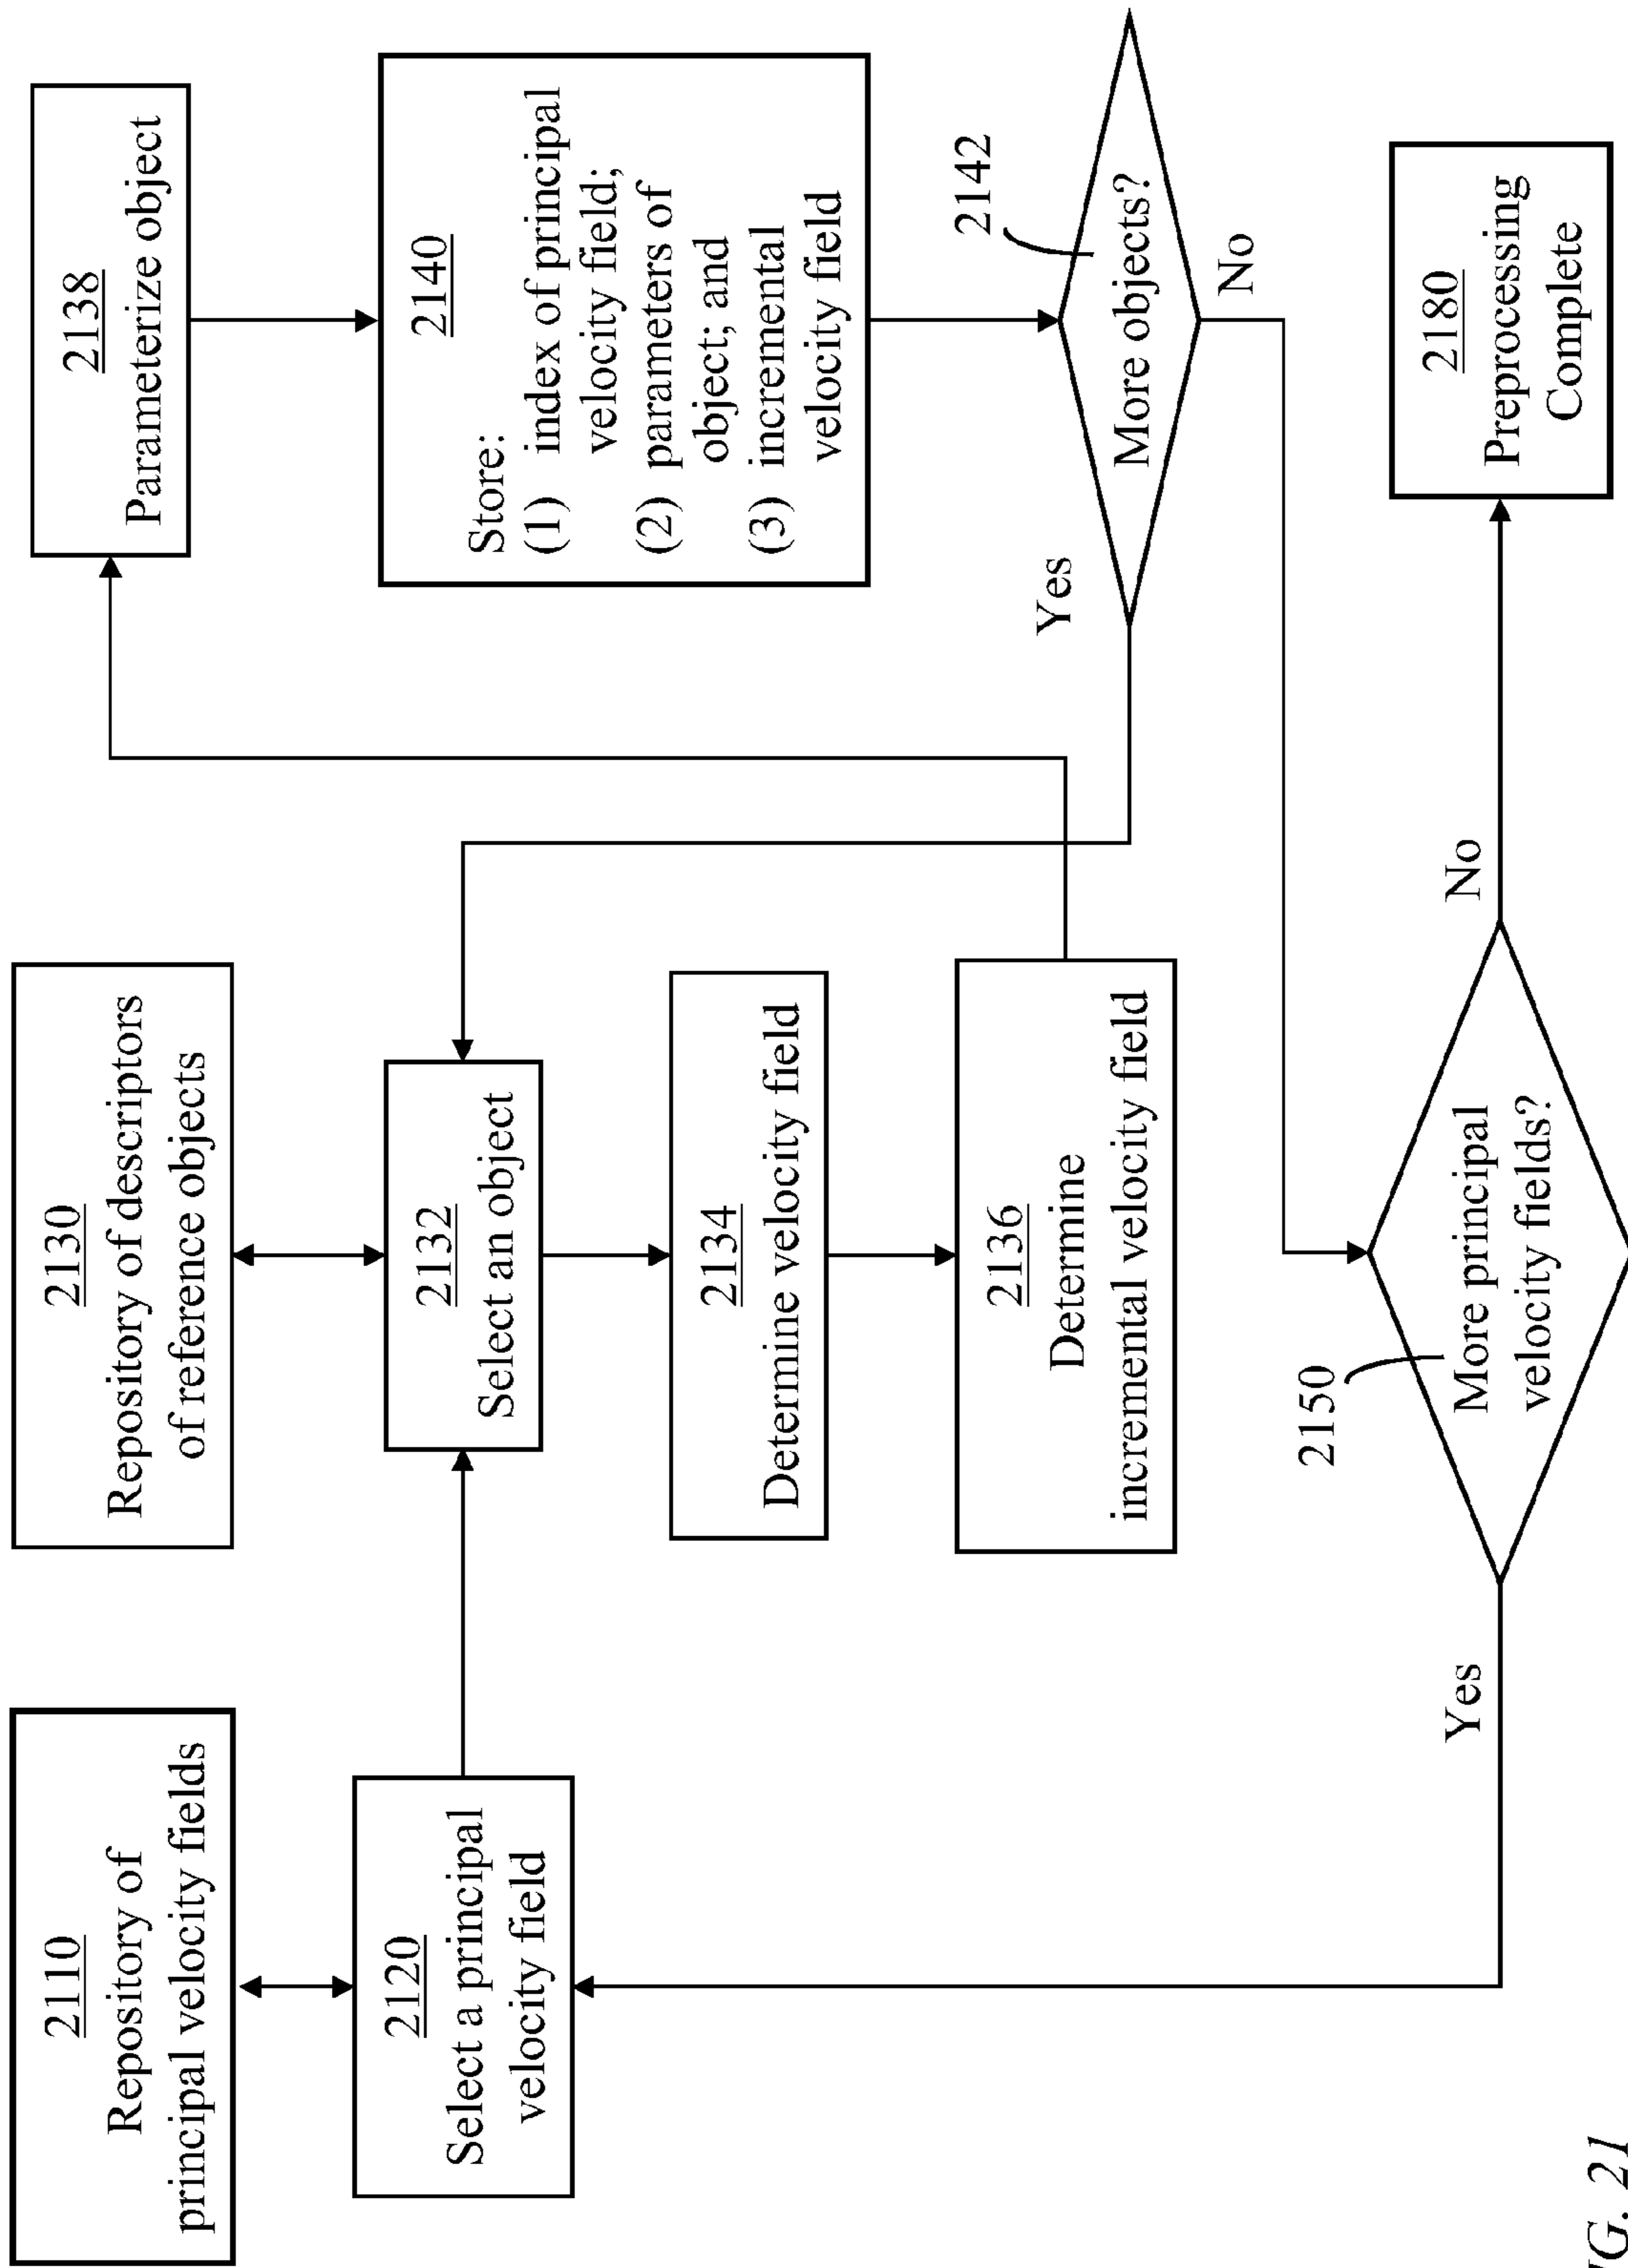 2110
Repository of
principal velocity fields
2120
Select a principal
velocity field
2130
Repository of descriptors
of reference objects
2132
Select an object
2134
Determine velocity field
2136
Determine
incremental velocity field
2138
Parameterize object
2140
Store:
(1) index of principal
velocity field;
(2) parameters of
object; and
(3) incremental
velocity field
2142
More objects?
Yes
No
2150
More principal
velocity fields?
Yes
No
2180
Preprocessing
Complete
21